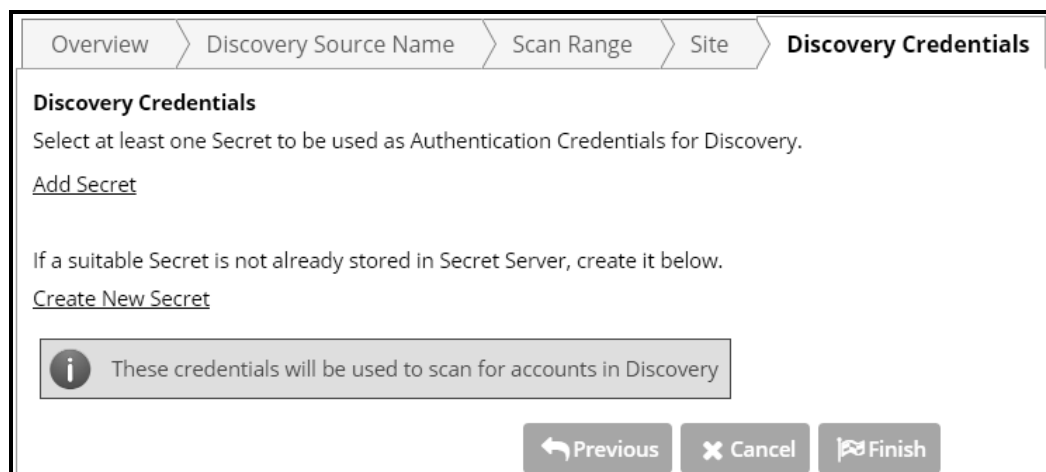 Overview Discovery Source Name Scan Range Site Discovery Credentials
Discovery Credentials
Select at least one Secret to be used as Authentication Credentials for Discovery.
Add Secret
If a suitable Secret is not already stored in Secret Server, create it below.
Create New Secret
These credentials will be used to scan for accounts in Discovery
Previous Cancel Finish